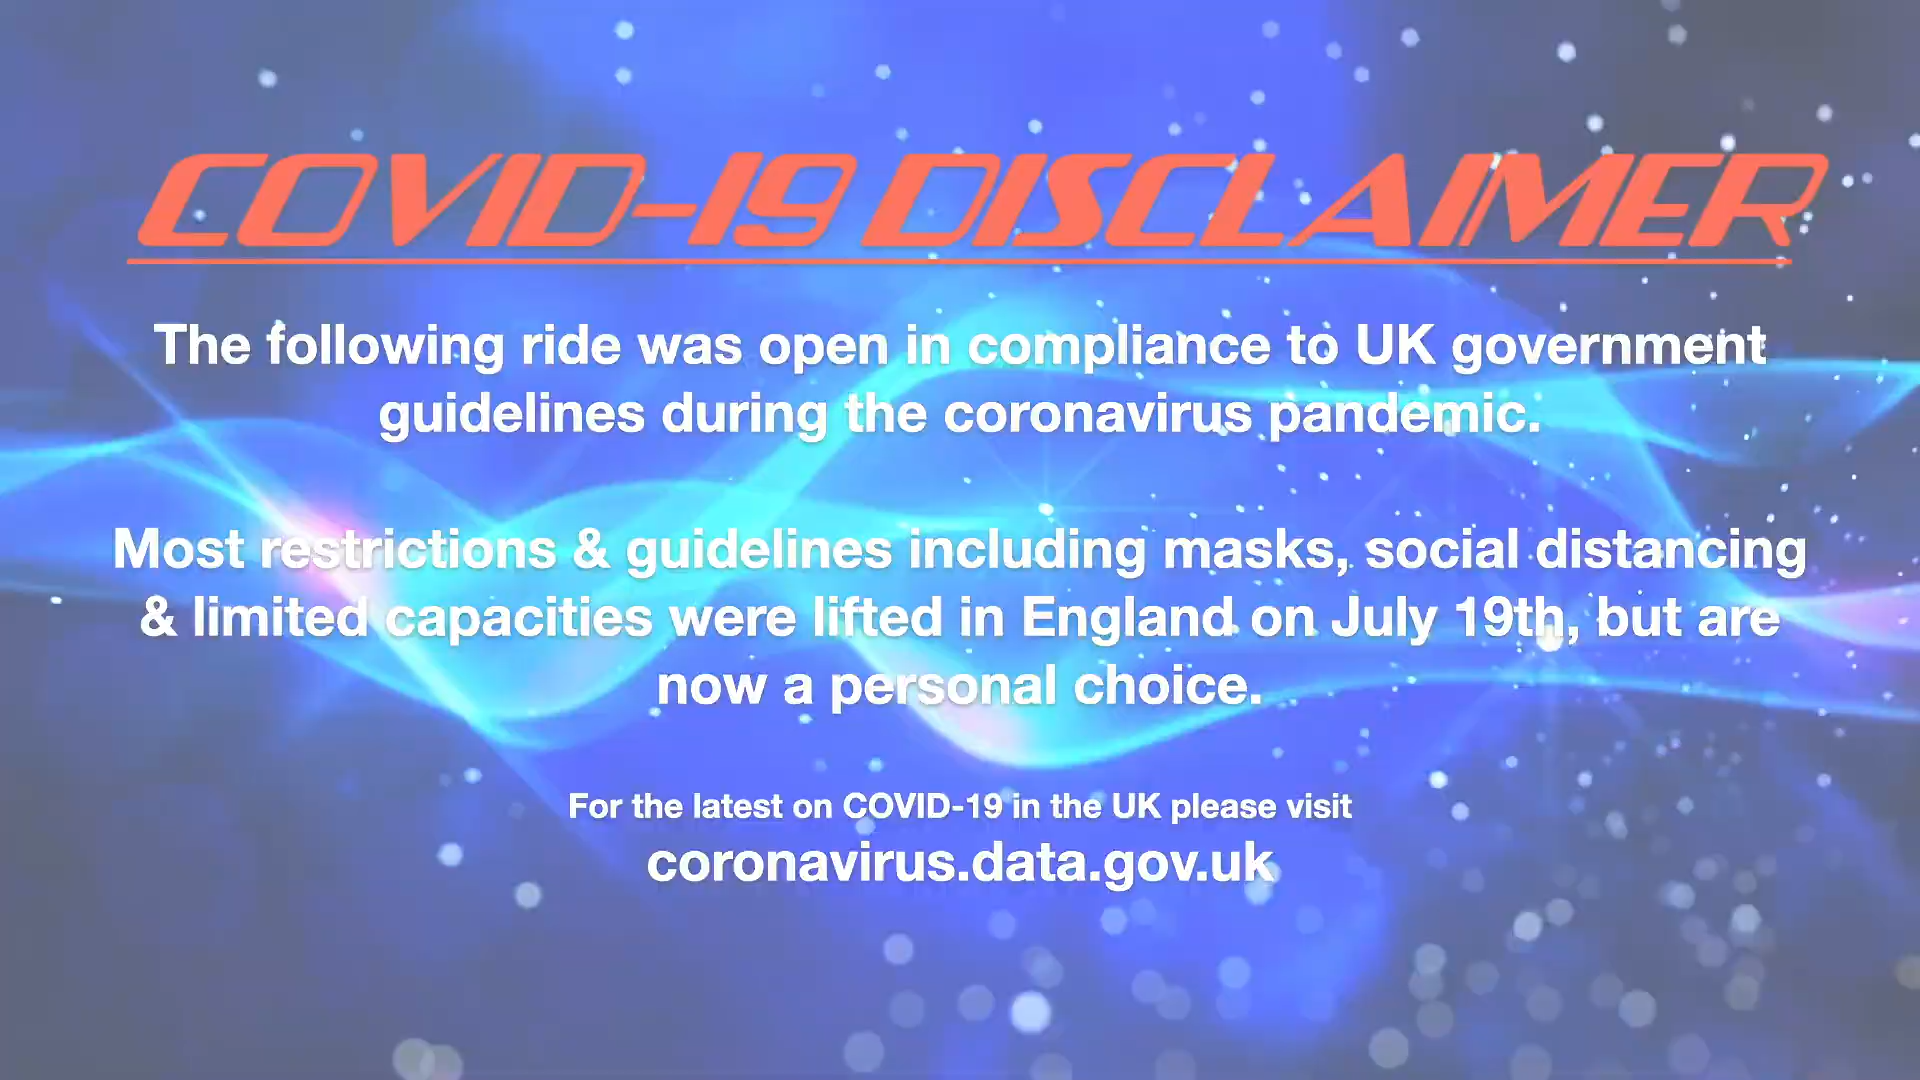 COVID-19 DISCLAIMER
The following ride was open in compliance to UK government
guidelines during the coronavirus pandemic.
Most restrictions & guidelines including masks, social distancing
& limited capacities were lifted in England on July 19th, but are
now a personal choice.
For the latest on COVID-19 in the UK please visit
coronavirus.data.gov.uk